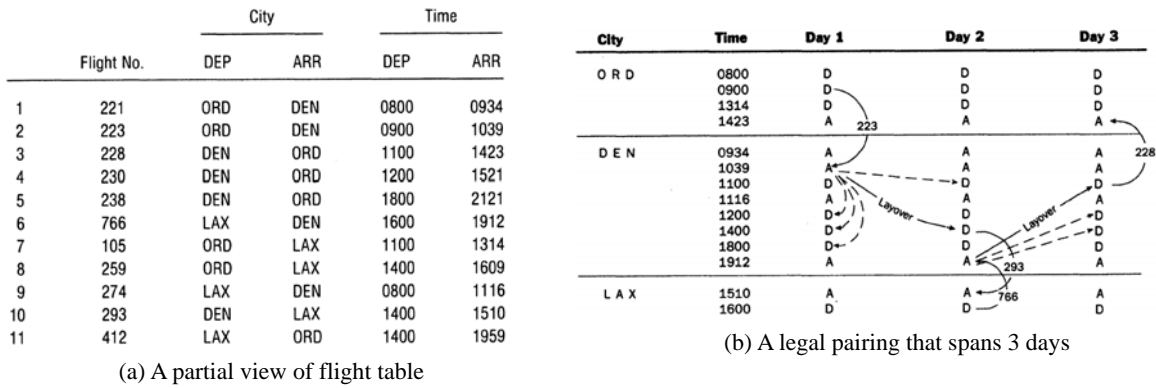 City Time
Flight No. DEP ARR DEP ARR
1 221 ORD DEN 0800 0934
2 223 ORD DEN 0900 1039
3 228 DEN ORD 1100 1423
4 230 DEN ORD 1200 1521
5 238 DEN ORD 1800 2121
6 766 LAX DEN 1600 1912
7 105 ORD LAX 1100 1314
8 259 ORD LAX 1400 1609
9 274 LAX DEN 0800 1116
10 293 DEN LAX 1400 1510
11 412 LAX ORD 1400 1959
(a) A partial view of flight table
City Time Day 1 Day 2 Day 3
ORD 0800 D D D
0900 D D D
1314 D D D
1423 A A A
223
DEN 0934 A A A
228
1039 A A A
1100 D D D
1116 A A A
Layover Layover
1200 D D D
1400 D D D
1800 D D D
1912 A A A
293
LAX 1510 A A A
766
1600 D D D
(b) A legal pairing that spans 3 days